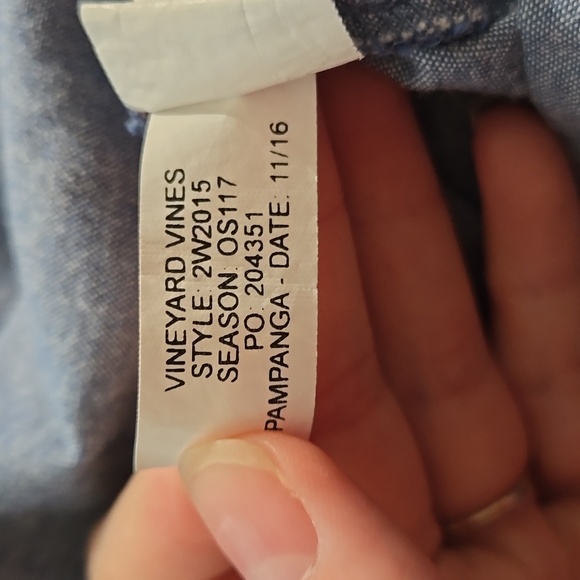 VINEYARD VINES
STYLE: 2W2015
SEASON: OS117
PO: 204351
PAMPANGA - DATE: 11/16